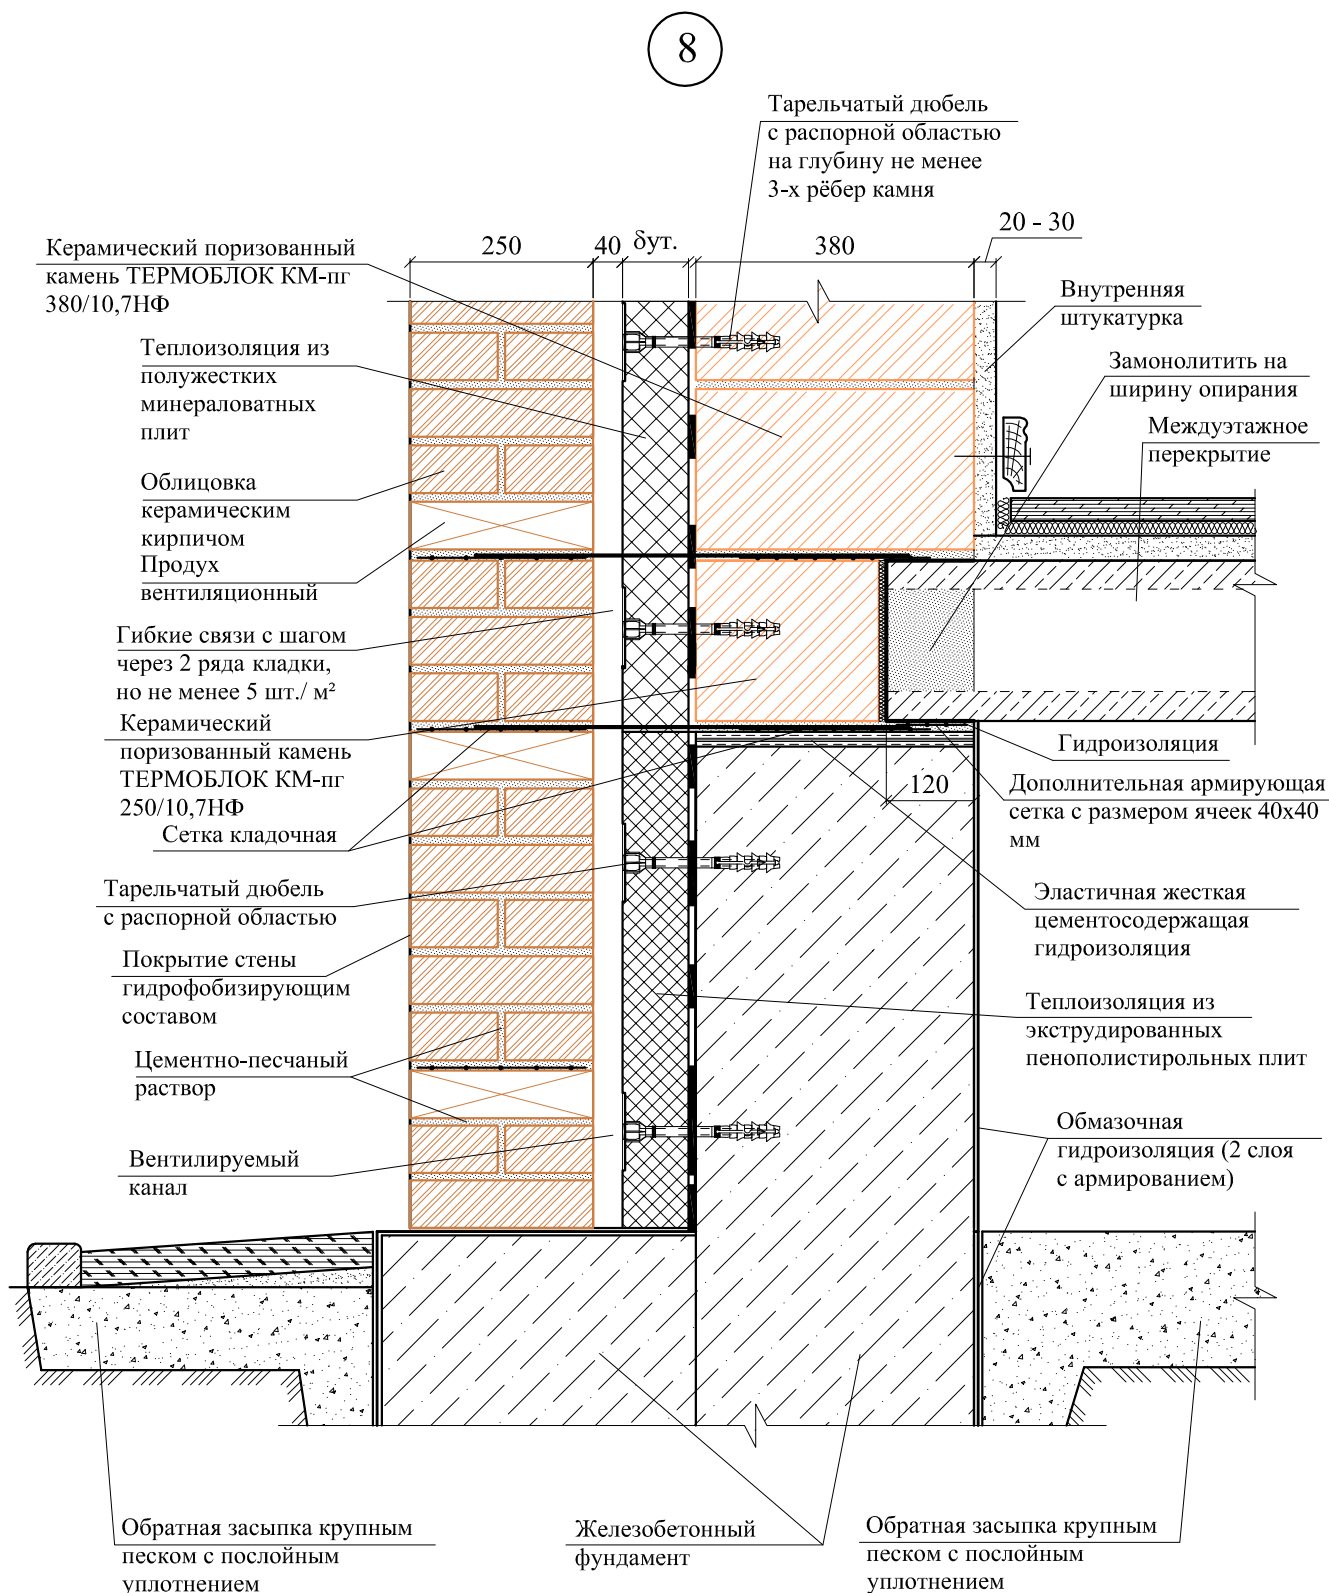 8
Тарельчатый дюбель
с распорной областью
на глубину не менее
3-х рёбер камня
20 - 30
250
40
δут.
380
Керамический поризованный
камень ТЕРМОБЛОК КМ-пг
380/10,7НФ
Внутренняя
штукатурка
Теплоизоляция из
полужестких
минераловатных
плит
Замонолитить на
ширину опирания
Междуэтажное
перекрытие
Облицовка
керамическим
кирпичом
Продух
вентиляционный
Гибкие связи с шагом
через 2 ряда кладки,
но не менее 5 шт./ м²
Керамический
поризованный камень
ТЕРМОБЛОК КМ-пг
250/10,7НФ
Сетка кладочная
Гидроизоляция
120
Дополнительная армирующая
сетка с размером ячеек 40х40
мм
Тарельчатый дюбель
с распорной областью
Эластичная жесткая
цементосодержащая
гидроизоляция
Покрытие стены
гидрофобизирующим
составом
Теплоизоляция из
экструдированных
пенополистирольных плит
Цементно-песчаный
раствор
Обмазочная
гидроизоляция (2 слоя
с армированием)
Вентилируемый
канал
Обратная засыпка крупным
песком с послойным
уплотнением
Железобетонный
фундамент
Обратная засыпка крупным
песком с послойным
уплотнением